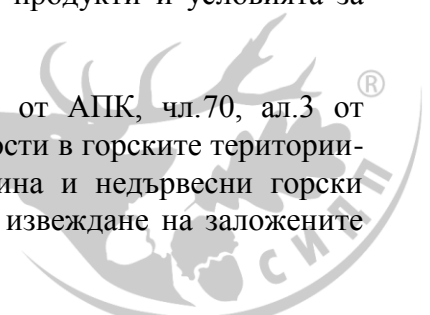 продукти и условията за
от АПК, чл.70, ал.3 от
ости в горските територии-
ина и недървесни горски
извеждане на заложените
®
СИДП